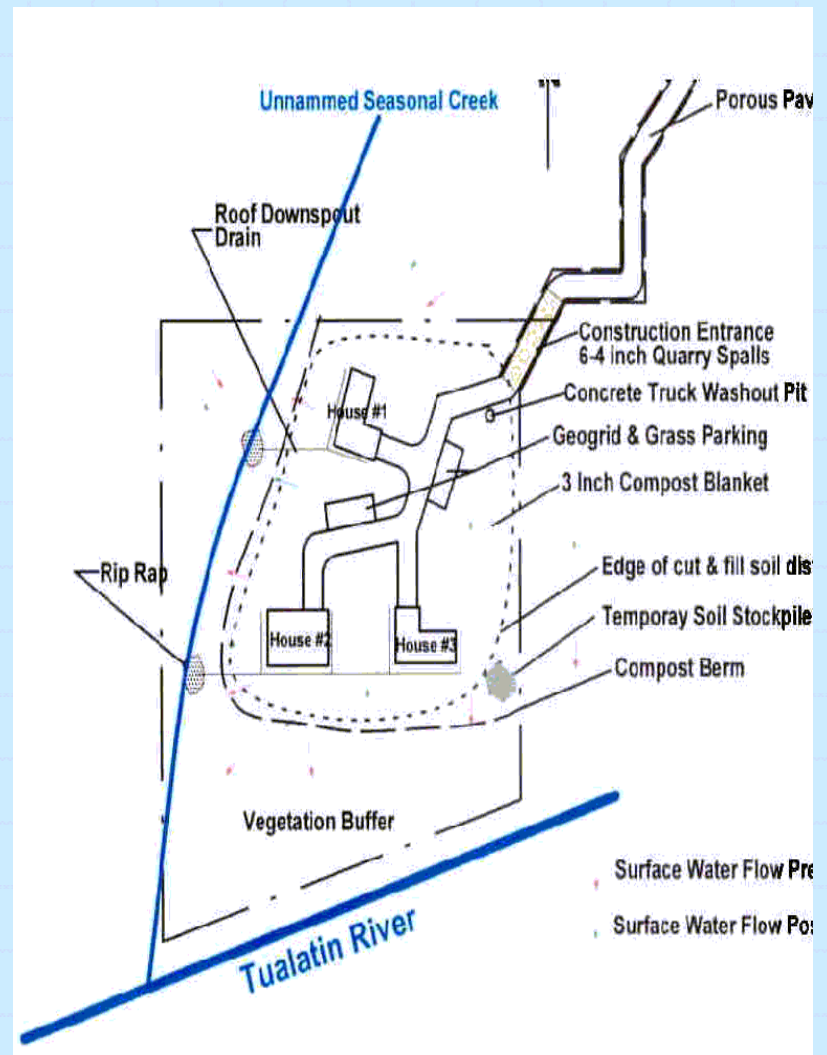 Unnammed Seasonal Creek
Porous Pav
Roof Downspout
Drain
Construction Entrance
6-4 inch Quarry Spalls
House #1
Concrete Truck Washout Pit
Geogrid & Grass Parking
3 Inch Compost Blanket
Rip Rap
Edge of cut & fill soil dis
Temporay Soil Stockpile
House #2
House #3
Compost Berm
Vegetation Buffer
Surface Water Flow Pre
Surface Water Flow Pos
Tualatin River